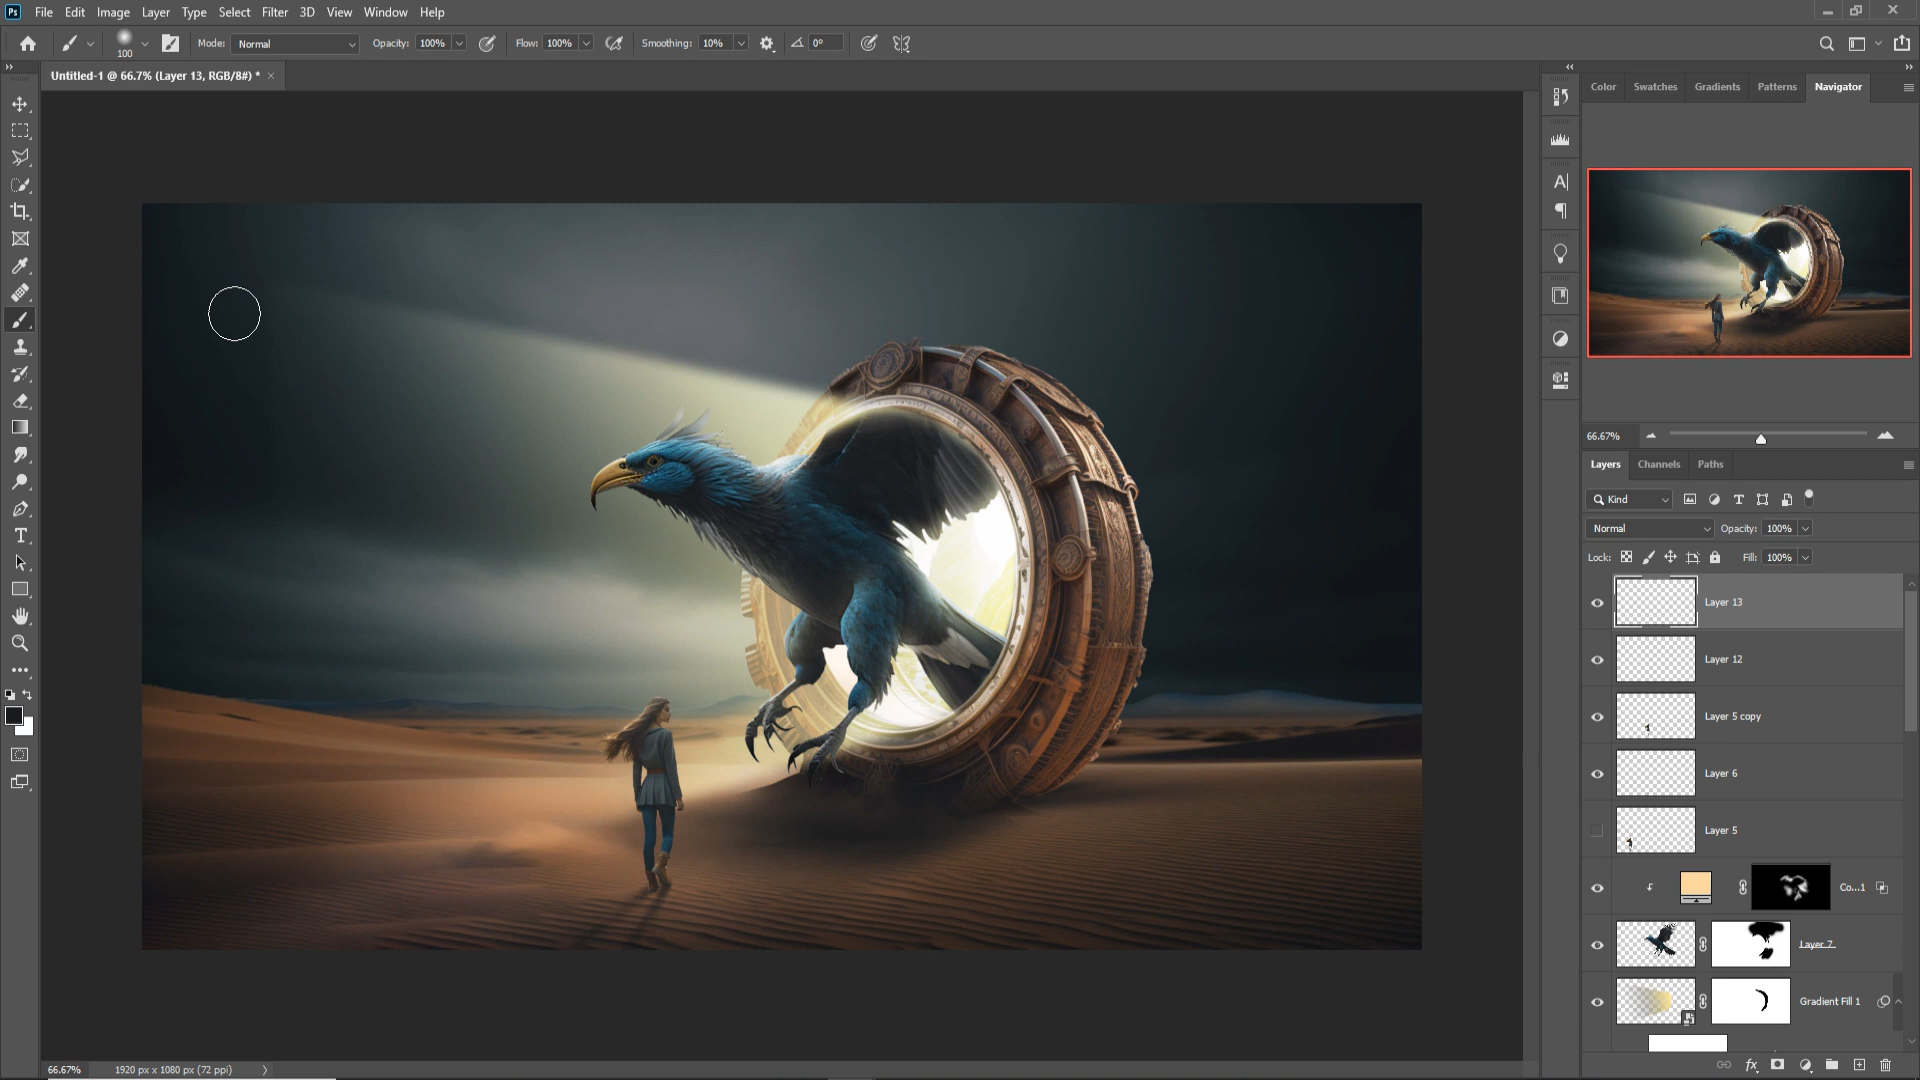 Ps File Edit Image Layer Type Select Filter 3D View Window Help
100 Mode: Normal Opacity: 100% Flow: 100% Smoothing: 10% 0°
Untitled-1 @ 66.7% (Layer 13, RGB/8#) *
Color Swatches Gradients Patterns Navigator
66.67%
Layers Channels Paths
Kind
Normal Opacity: 100%
Lock: Fill: 100%
Layer 13
Layer 12
Layer 5 copy
Layer 6
Layer 5
Co...1
Layer 7
Gradient Fill 1
66.67% 1920 px x 1080 px (72 ppi)
fx